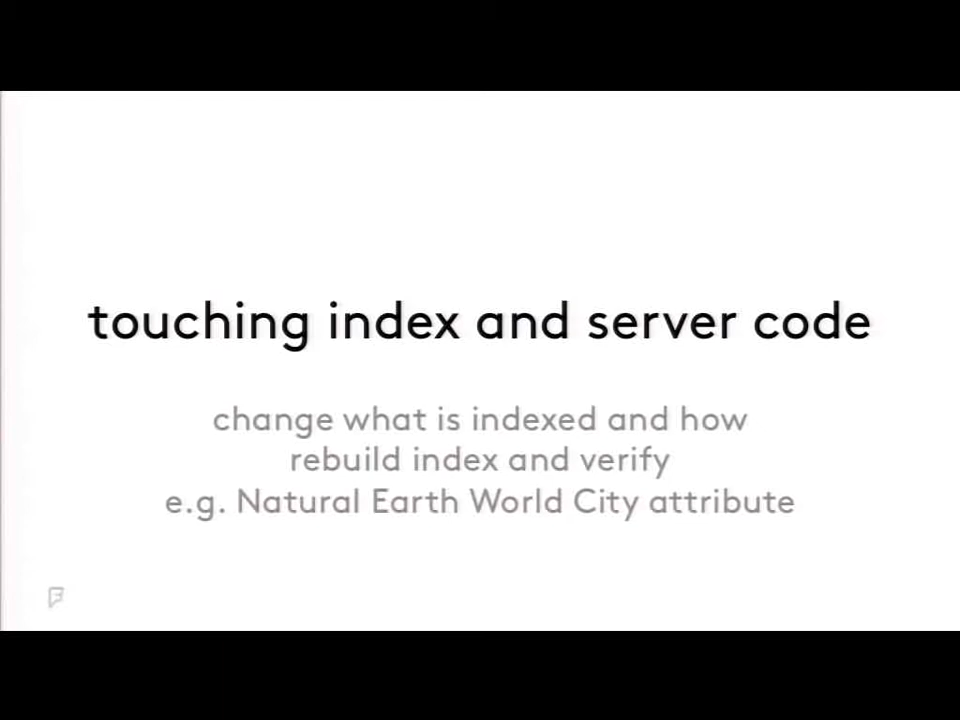 touching index and server code
change what is indexed and how
rebuild index and verify
e.g. Natural Earth World City attribute